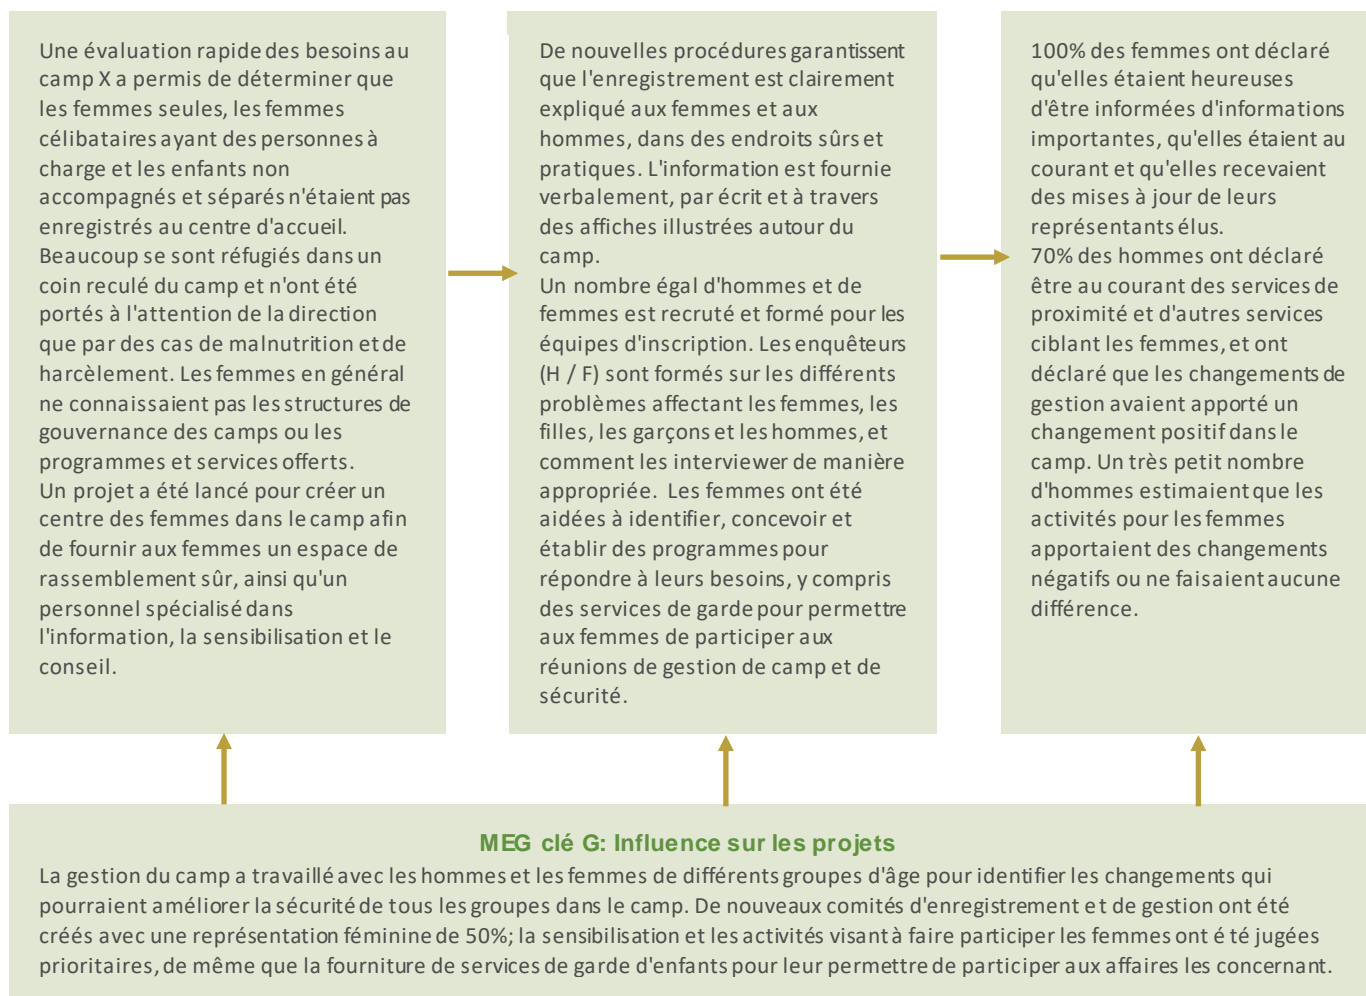 Une évaluation rapide des besoins au
camp X a permis de déterminer que
les femmes seules, les femmes
célibataires ayant des personnes à
charge et les enfants non
accompagnés et séparés n'étaient pas
enregistrés au centre d'accueil.
Beaucoup se sont réfugiés dans un
coin reculé du camp et n'ont été
portés à l'attention de la direction
que par des cas de malnutrition et de
harcèlement. Les femmes en général
ne connaissaient pas les structures de
gouvernance des camps ou les
programmes et services offerts.
Un projet a été lancé pour créer un
centre des femmes dans le camp afin
de fournir aux femmes un espace de
rassemblement sûr, ainsi qu'un
personnel spécialisé dans
l'information, la sensibilisation et le
conseil.
De nouvelles procédures garantissent
que l'enregistrement est clairement
expliqué aux femmes et aux
hommes, dans des endroits sûrs et
pratiques. L'information est fournie
verbalement, par écrit et à travers
des affiches illustrées autour du
camp.
Un nombre égal d'hommes et de
femmes est recruté et formé pour les
équipes d'inscription. Les enquêteurs
(H / F) sont formés sur les différents
problèmes affectant les femmes, les
filles, les garçons et les hommes, et
comment les interviewer de manière
appropriée. Les femmes ont été
aidées à identifier, concevoir et
établir des programmes pour
répondre à leurs besoins, y compris
des services de garde pour permettre
aux femmes de participer aux
réunions de gestion de camp et de
sécurité.
100% des femmes ont déclaré
qu'elles étaient heureuses
d'être informées d'informations
importantes, qu'elles étaient au
courant et qu'elles recevaient
des mises à jour de leurs
représentants élus.
70% des hommes ont déclaré
être au courant des services de
proximité et d'autres services
ciblant les femmes, et ont
déclaré que les changements de
gestion avaient apporté un
changement positif dans le
camp. Un très petit nombre
d'hommes estimaient que les
activités pour les femmes
apportaient des changements
négatifs ou ne faisaient aucune
différence.
MEG clé G: Influence sur les projets
La gestion du camp a travaillé avec les hommes et les femmes de différents groupes d'âge pour identifier les changements qui
pourraient améliorer la sécurité de tous les groupes dans le camp. De nouveaux comités d'enregistrement et de gestion ont été
créés avec une représentation féminine de 50%; la sensibilisation et les activités visant à faire participer les femmes ont é té jugées
prioritaires, de même que la fourniture de services de garde d'enfants pour leur permettre de participer aux affaires les concernant.